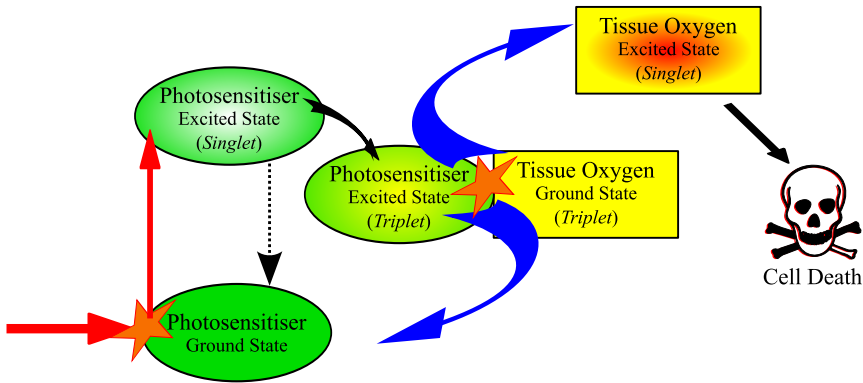 Tissue Oxygen
Excited State
(Singlet)
Photosensitiser
Excited State
(Singlet)
Photosensitiser
Excited State
(Triplet)
Tissue Oxygen
Ground State
(Triplet)
Cell Death
Photosensitiser
Ground State